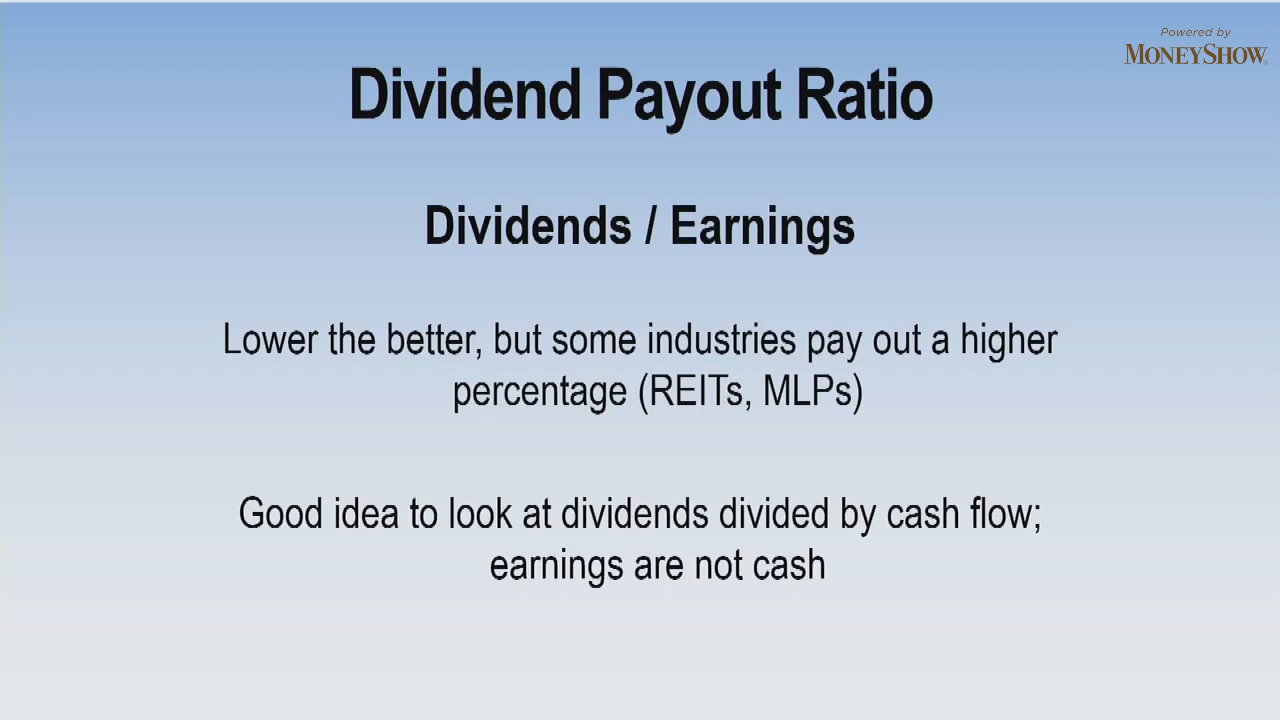 Powered by
MONEYSHOW
Dividend Payout Ratio
Dividends / Earnings
Lower the better, but some industries pay out a higher
percentage (REITs, MLPs)
Good idea to look at dividends divided by cash flow;
earnings are not cash